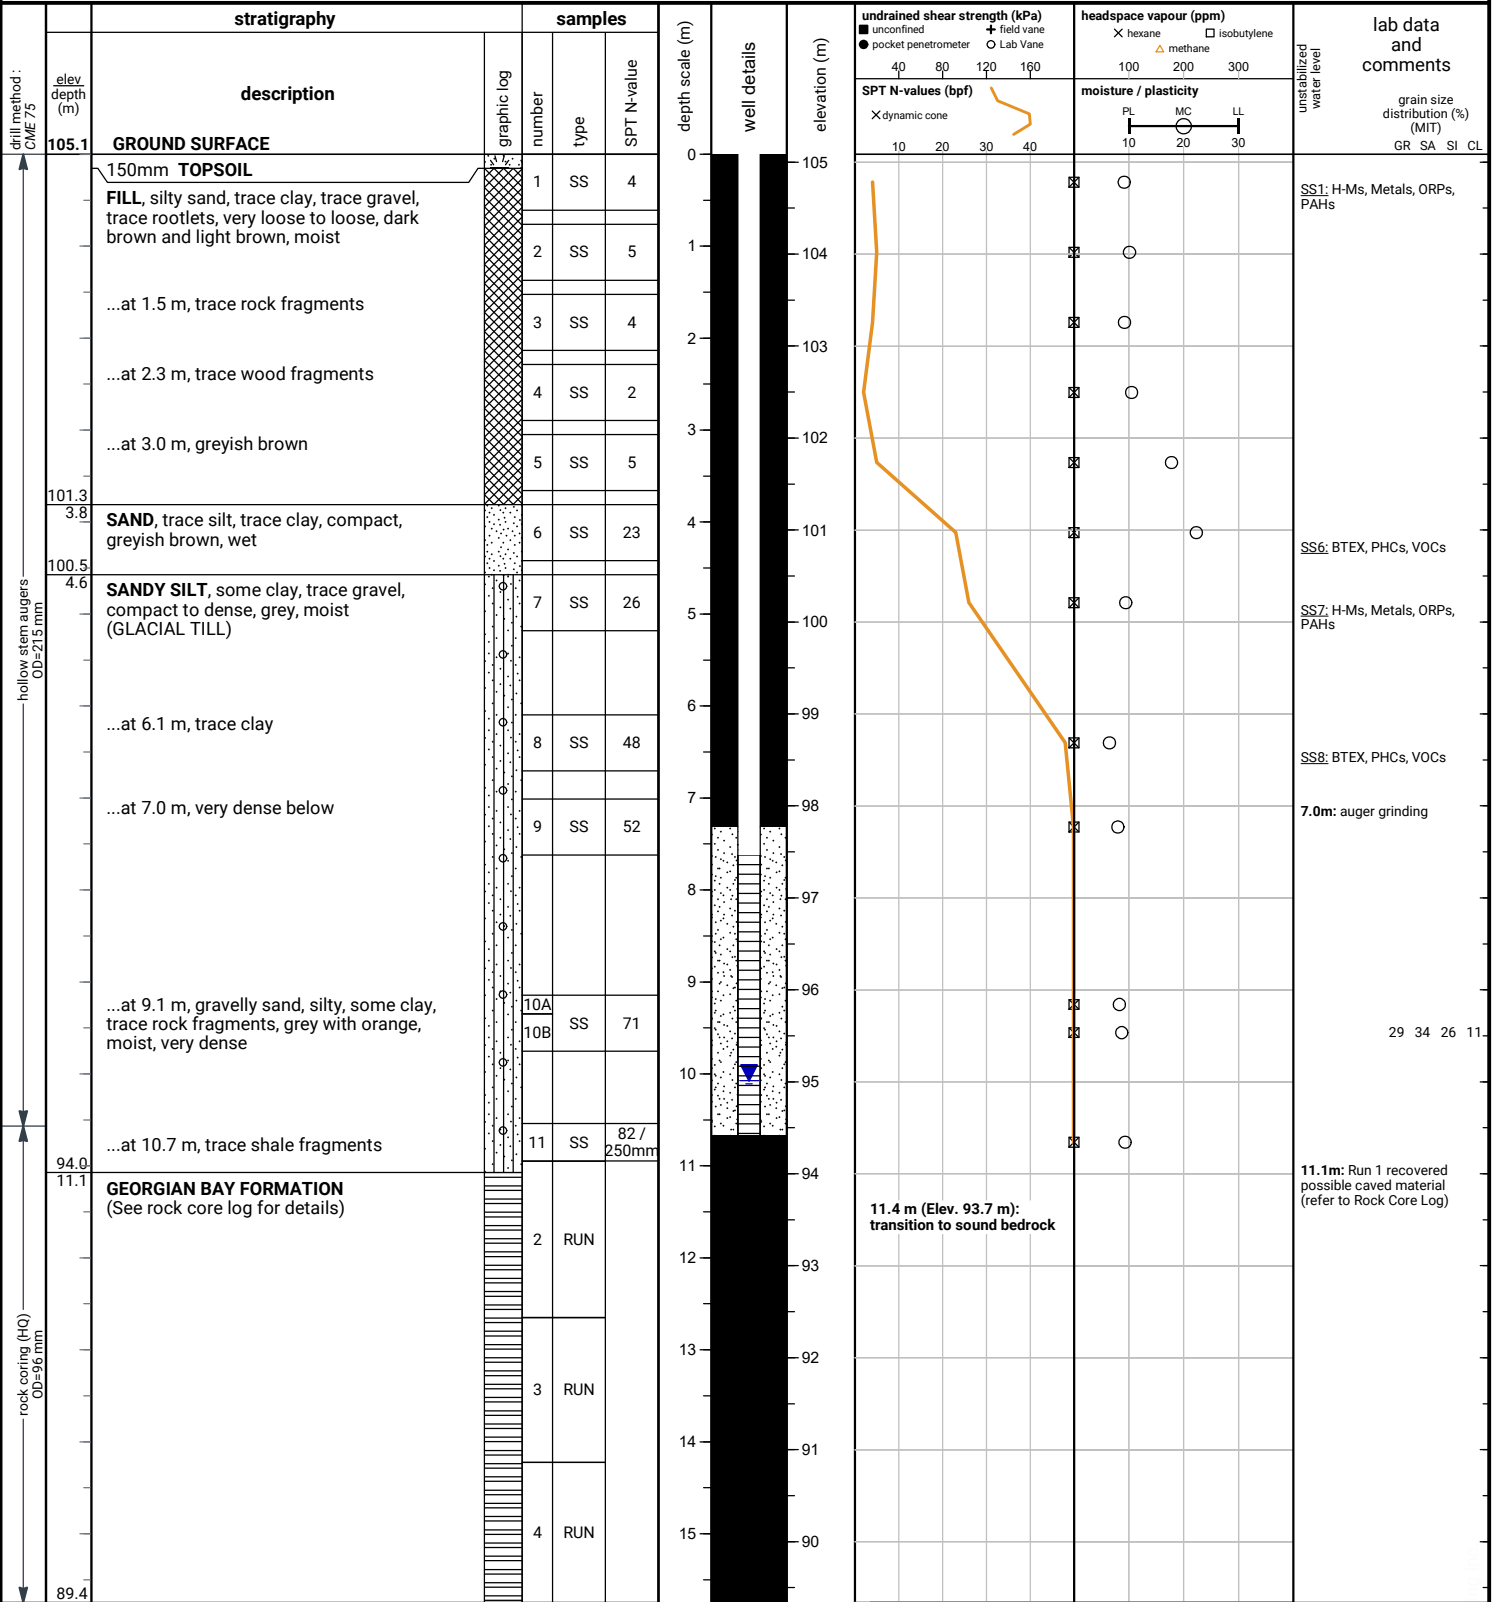 stratigraphy
samples
drill method :
CME 75
elev
depth
(m)
description
graphic log
number
type
SPT N-value
depth scale (m)
well details
elevation (m)
undrained shear strength (kPa)
unconfined
field vane
pocket penetrometer
Lab Vane
40 80 120 160
SPT N-values (bpf)
dynamic cone
10 20 30 40
headspace vapour (ppm)
hexane
isobutylene
methane
100 200 300
moisture / plasticity
PL MC LL
10 20 30
unstabilized
water level
lab data
and
comments
grain size
distribution (%)
(MIT)
GR SA SI CL
105.1 GROUND SURFACE
150mm TOPSOIL
FILL, silty sand, trace clay, trace gravel,
trace rootlets, very loose to loose, dark
brown and light brown, moist
...at 1.5 m, trace rock fragments
...at 2.3 m, trace wood fragments
...at 3.0 m, greyish brown
101.3
3.8
SAND, trace silt, trace clay, compact,
greyish brown, wet
100.5
4.6
SANDY SILT, some clay, trace gravel,
compact to dense, grey, moist
(GLACIAL TILL)
...at 6.1 m, trace clay
...at 7.0 m, very dense below
...at 9.1 m, gravelly sand, silty, some clay,
trace rock fragments, grey with orange,
moist, very dense
...at 10.7 m, trace shale fragments
94.0
11.1
GEORGIAN BAY FORMATION
(See rock core log for details)
89.4
hollow stem augers
OD=215 mm
rock coring (HQ)
OD=96 mm
1 SS 4
2 SS 5
3 SS 4
4 SS 2
5 SS 5
6 SS 23
7 SS 26
8 SS 48
9 SS 52
10A
10B
SS 71
11 SS 82 /
250mm
2 RUN
3 RUN
4 RUN
0
1
2
3
4
5
6
7
8
9
10
11
12
13
14
15
105
104
103
102
101
100
99
98
97
96
95
94
93
92
91
90
11.4 m (Elev. 93.7 m):
transition to sound bedrock
SS1: H-Ms, Metals, ORPs,
PAHs
SS6: BTEX, PHCs, VOCs
SS7: H-Ms, Metals, ORPs,
PAHs
SS8: BTEX, PHCs, VOCs
7.0m: auger grinding
29 34 26 11
11.1m: Run 1 recovered
possible caved material
(refer to Rock Core Log)